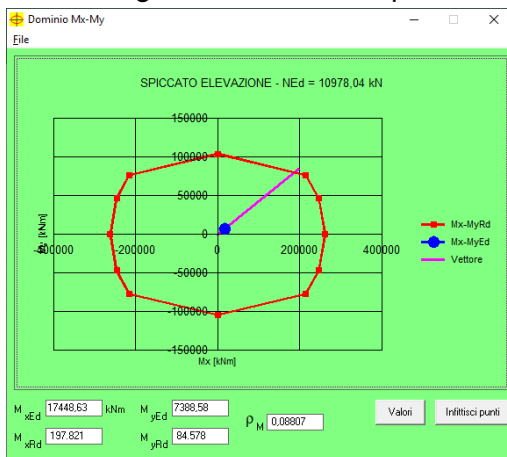 Dominio Mx-My
File
SPICCATO ELEVAZIONE - NEd = 10978,04 kN
150000
100000
50000
0
-400000 -200000 0 200000 400000
-50000
-100000
-150000
[kNm]
Mx [kNm]
Mx-MyRd
Mx-MyEd
Vettore
M xEd 17448,63 kNm M yEd 7388,58
ρ M 0,08807
Valori Infittisci punti
M xRd 197.821 M yRd 84.578